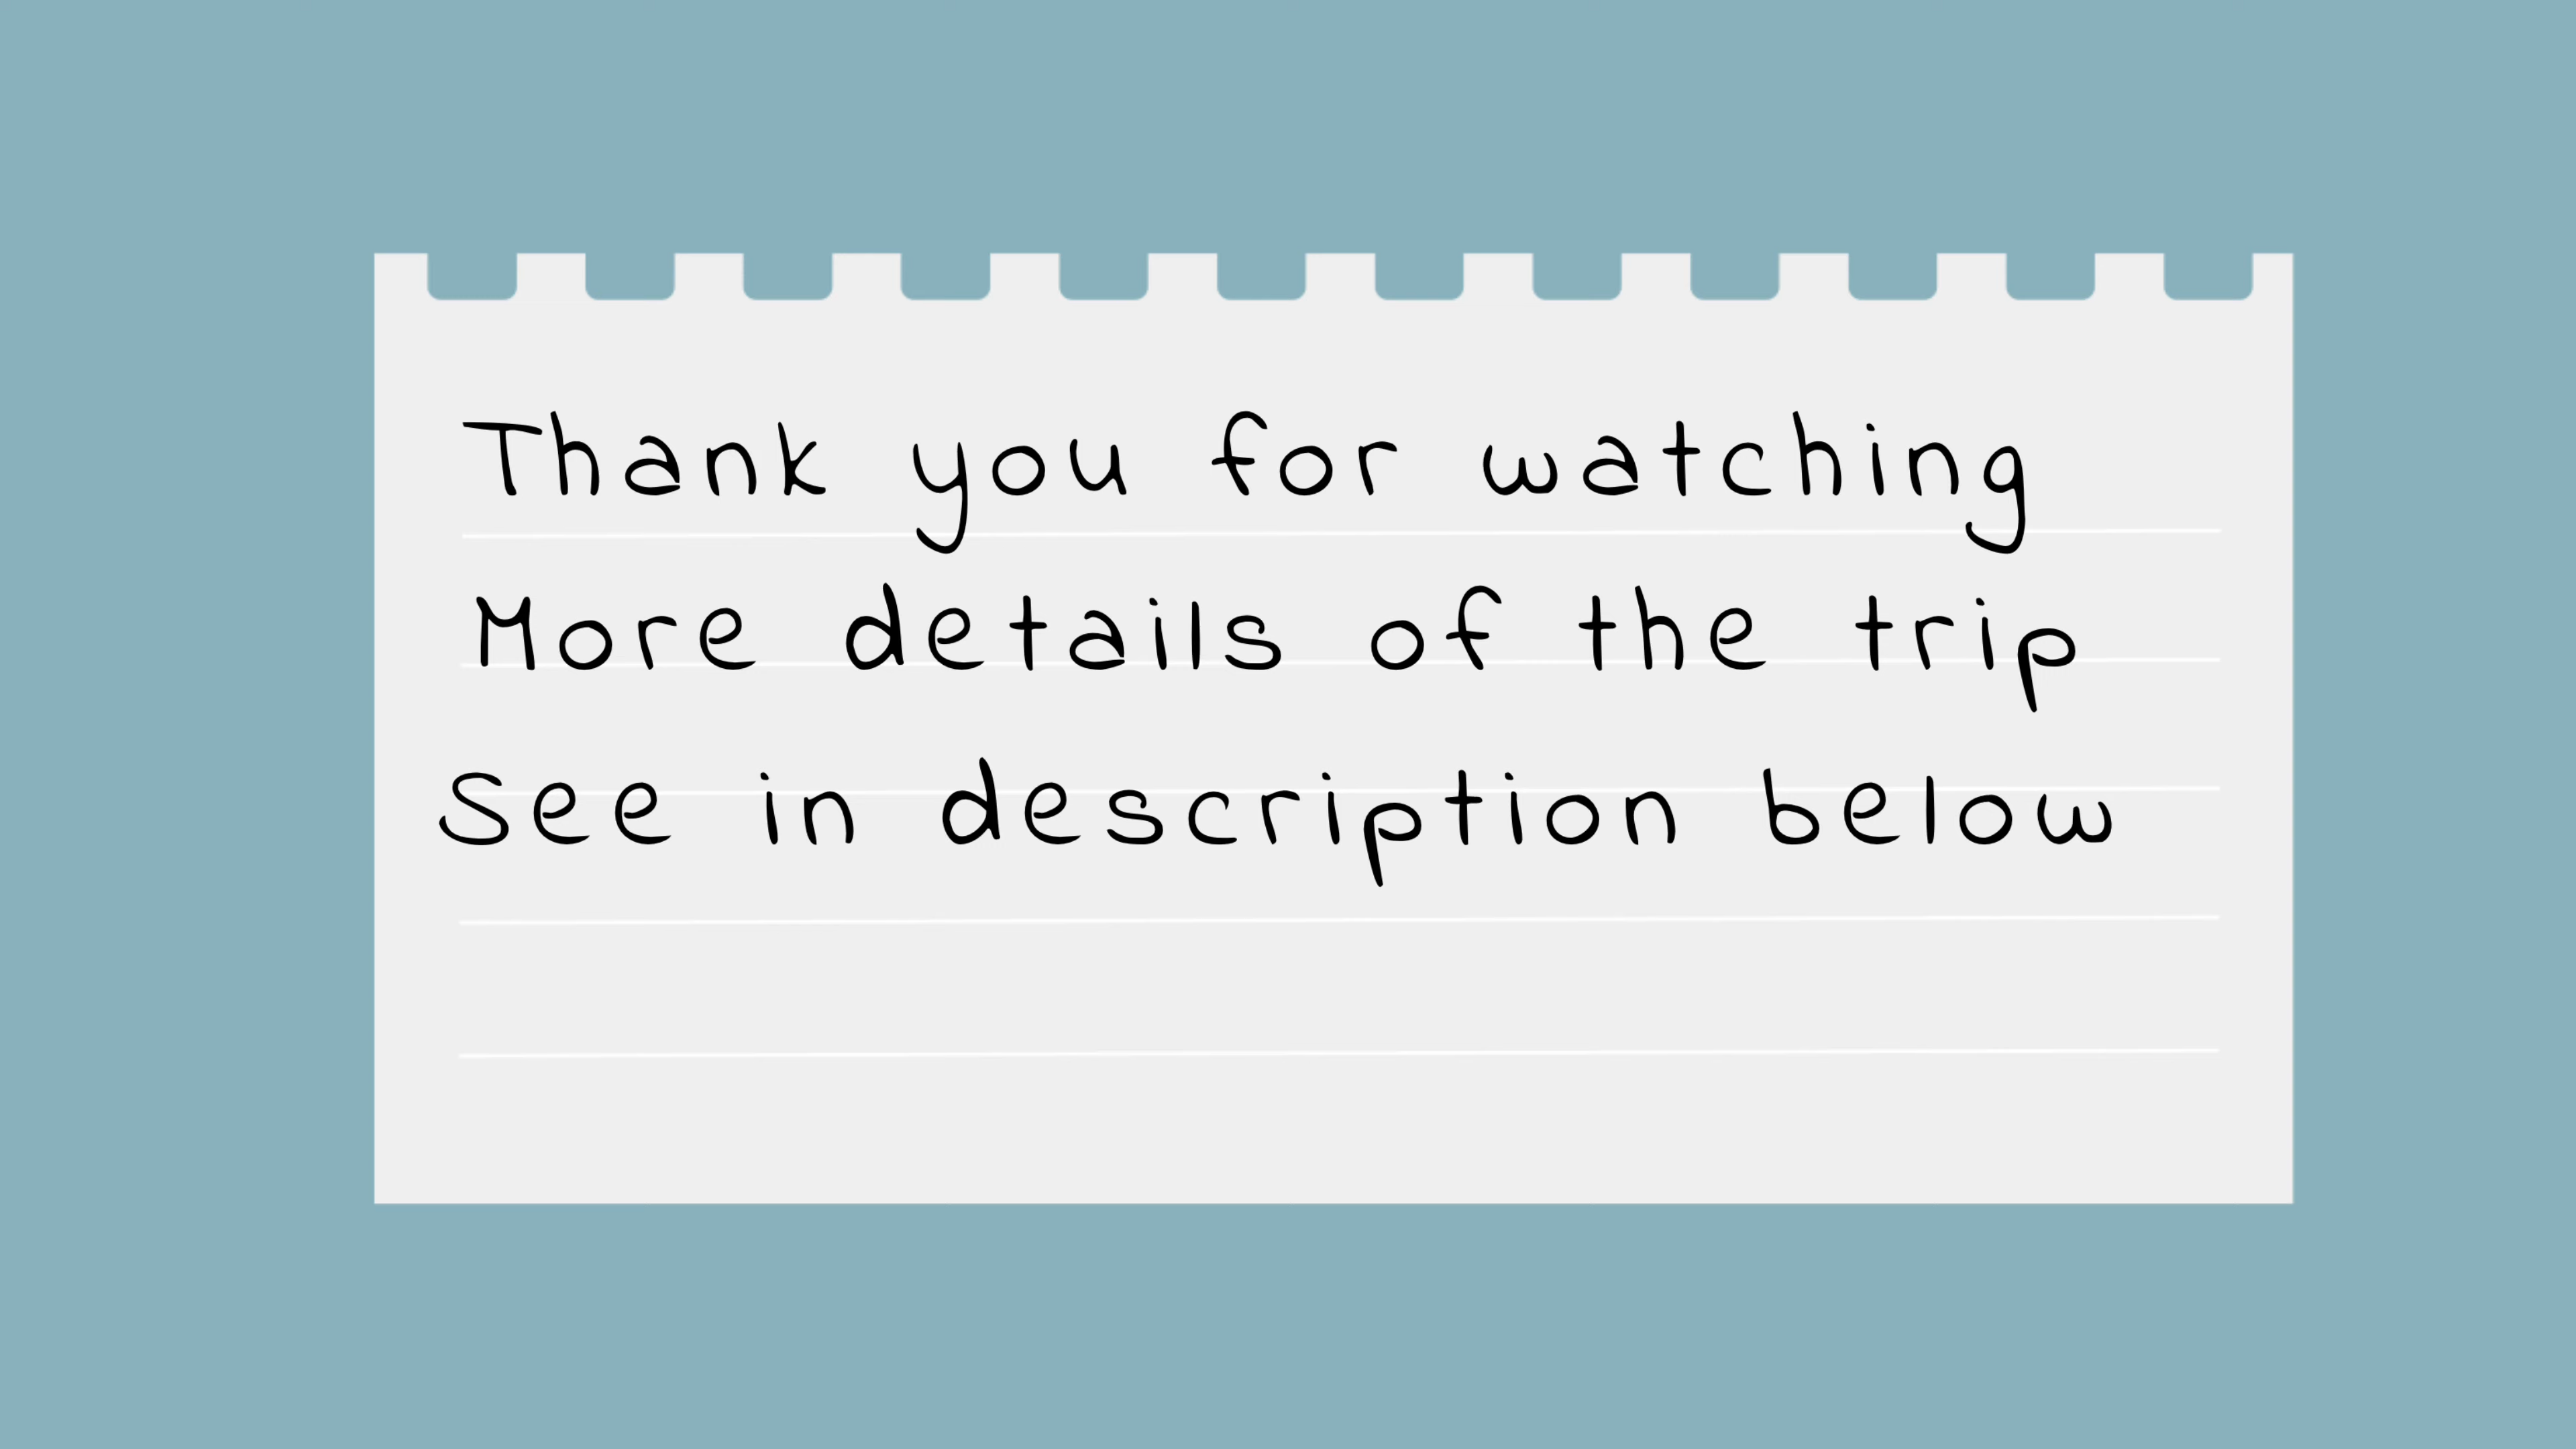 Thank you for watching
More details of the trip
See in description below